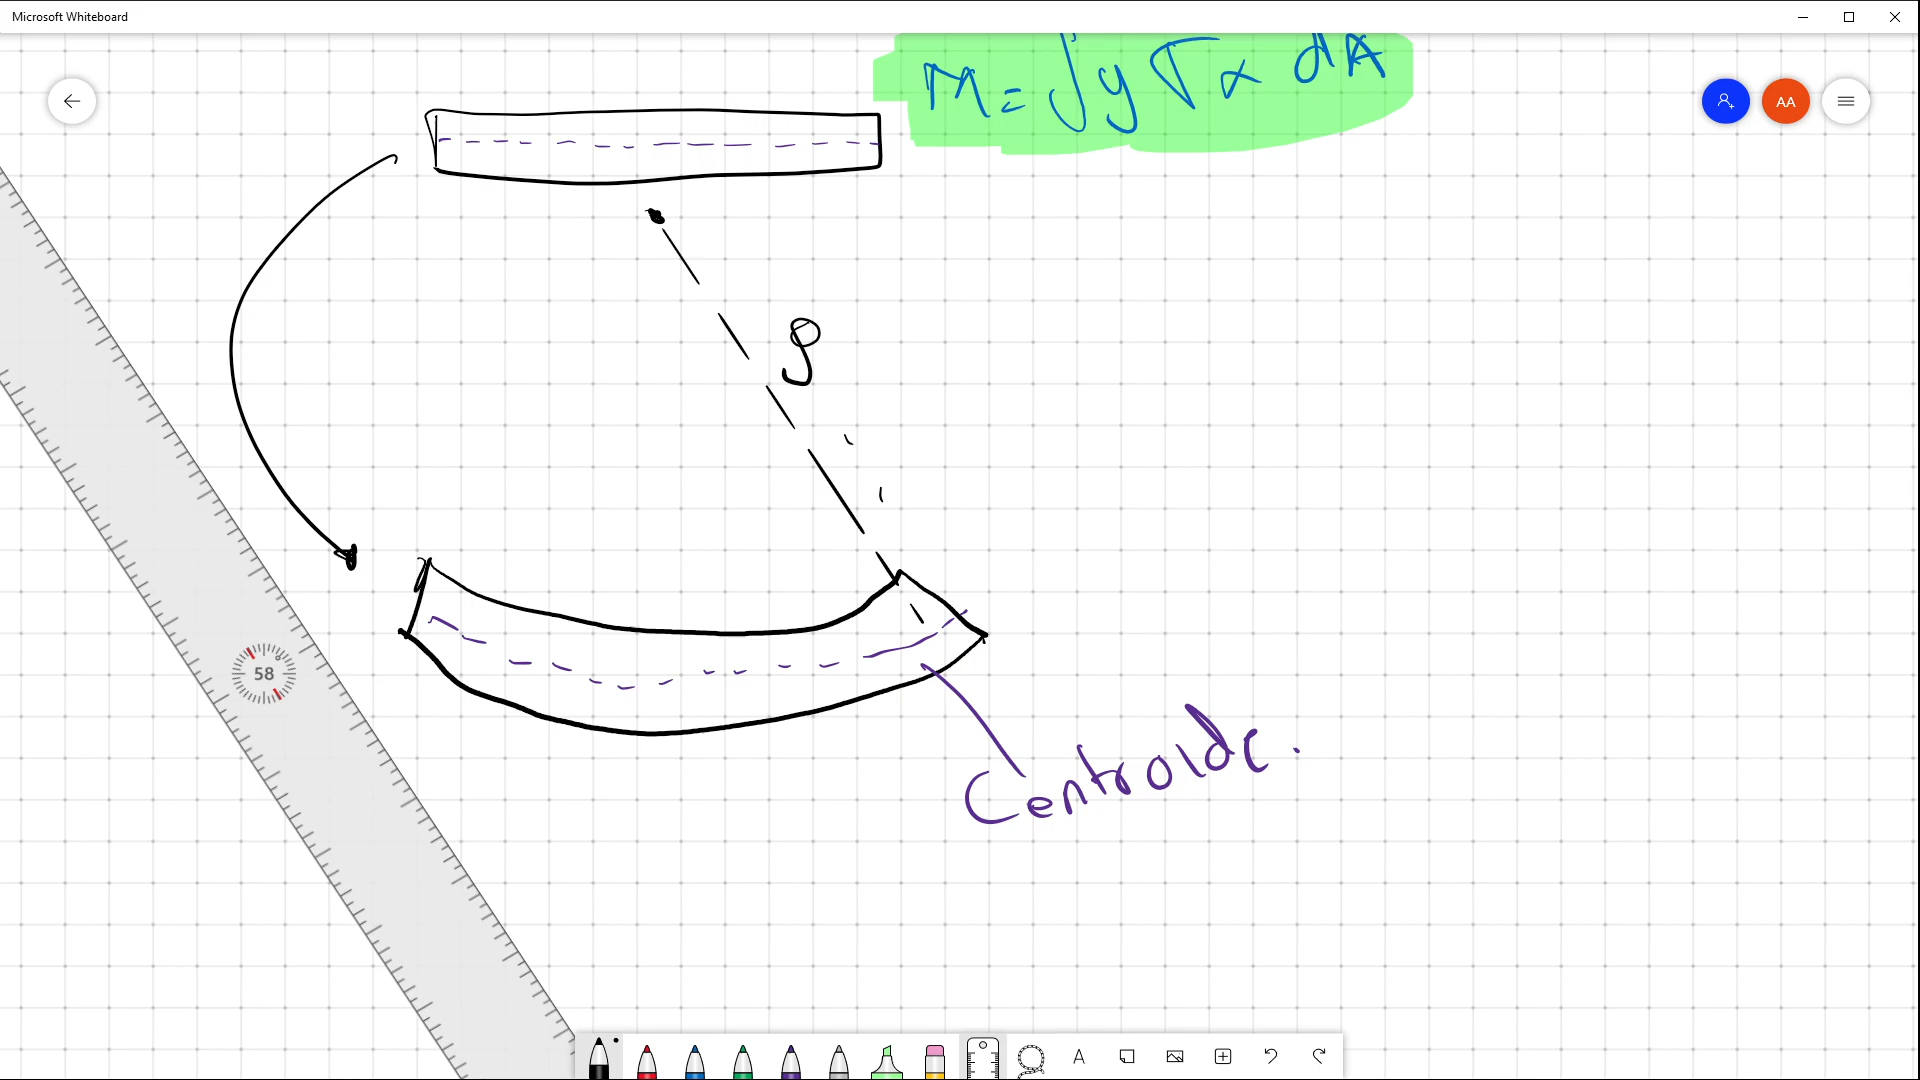 Microsoft Whiteboard
M = ∫ y σx dA
AA
ρ
58
Centroide.
A